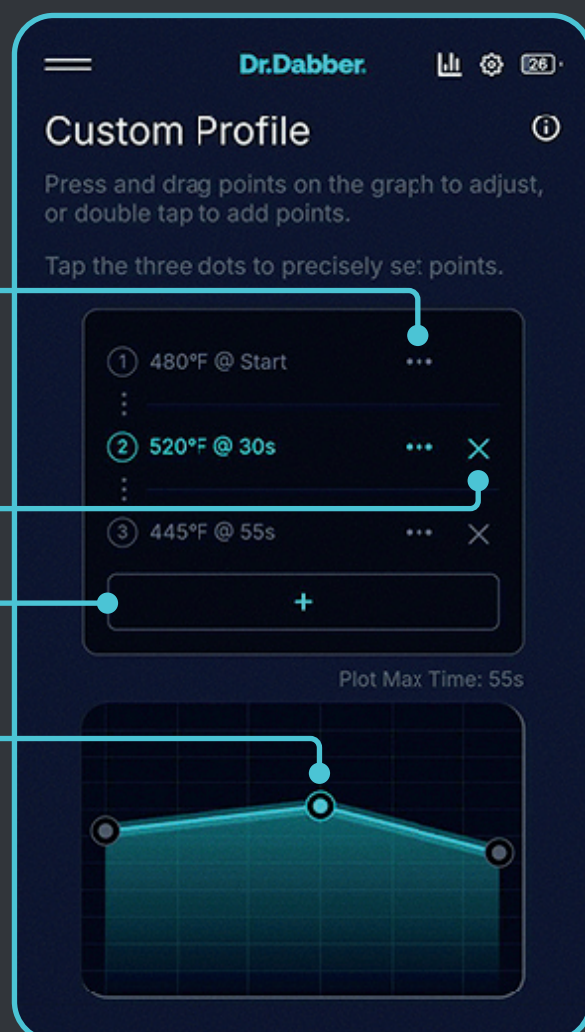 Dr.Dabber.
26
Custom Profile
Press and drag points on the graph to adjust,
or double tap to add points.
Tap the three dots to precisely set points.
1 480°F @ Start
2 520°F @ 30s
3 445°F @ 55s
+
Plot Max Time: 55s